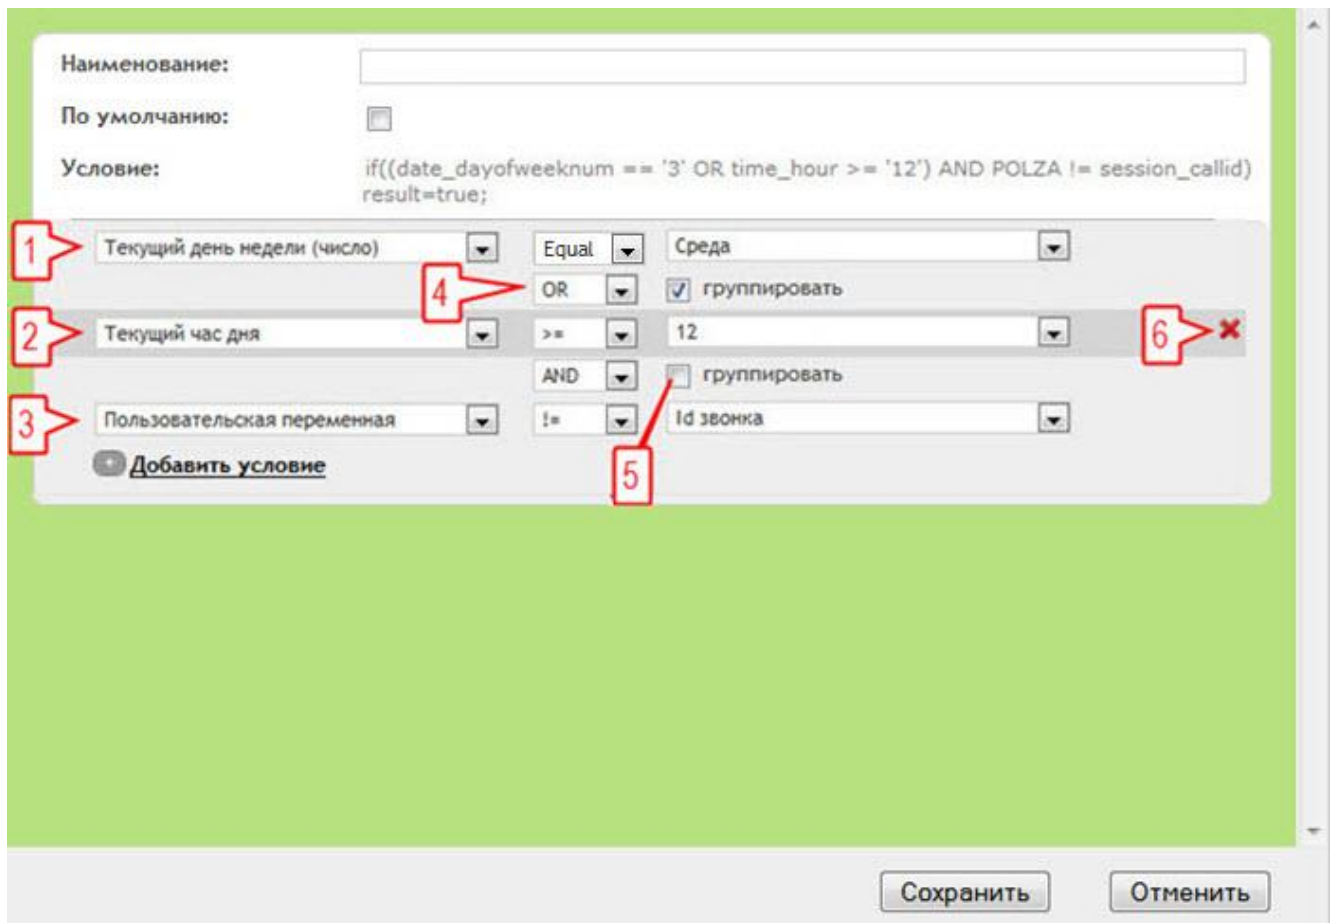 Наименование:
По умолчанию:
Условие: if((date_dayofweeknum == '3' OR time_hour >= '12') AND POLZA != session_callid)
result=true;
1 Текущий день недели (число) Equal Среда
4 OR группировать
2 Текущий час дня >= 12 6
AND группировать
3 Пользовательская переменная != Id звонка
Добавить условие
5
Сохранить Отменить